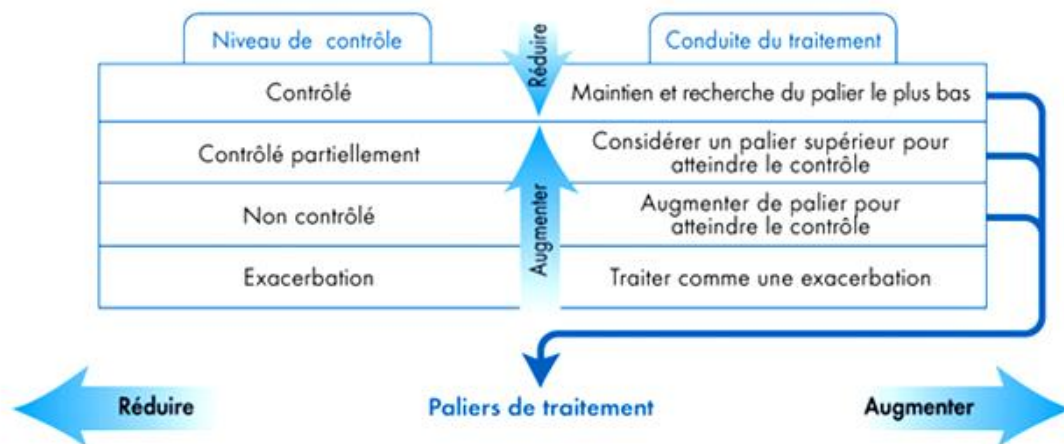 Niveau de contrôle
Réduire
Conduite du traitement
Contrôlé
Maintien et recherche du palier le plus bas
Contrôlé partiellement
Considérer un palier supérieur pour
atteindre le contrôle
Augmenter
Non contrôlé
Augmenter de palier pour
atteindre le contrôle
Exacerbation
Traiter comme une exacerbation
Réduire
Paliers de traitement
Augmenter